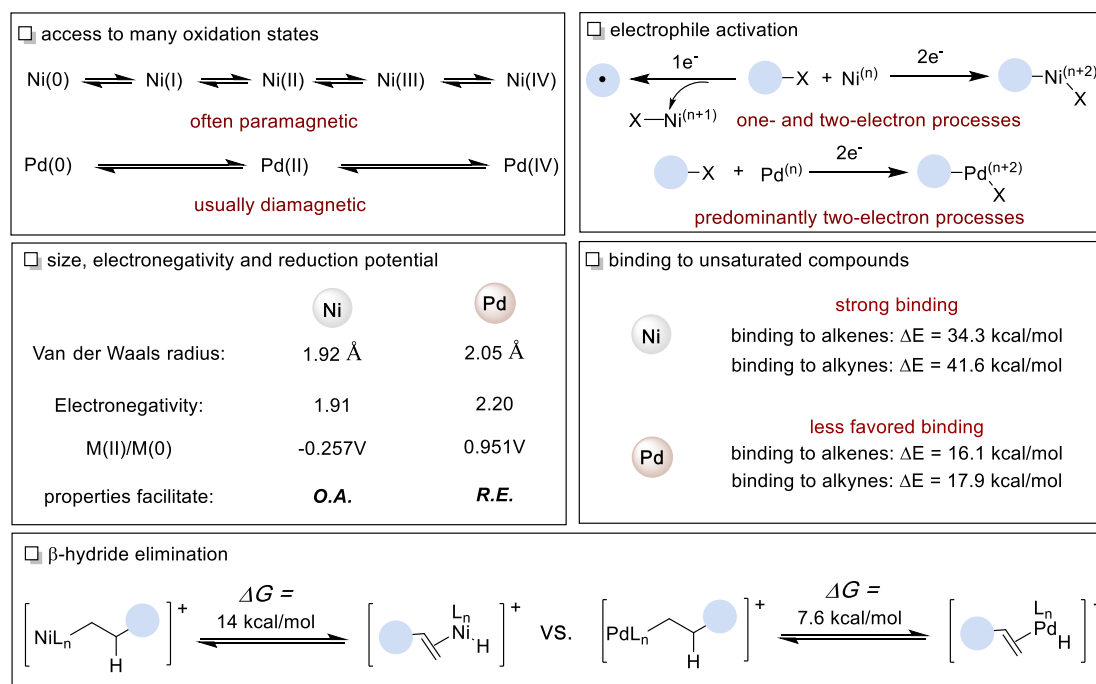 access to many oxidation states
Ni(0) Ni(I) Ni(II) Ni(III) Ni(IV)
often paramagnetic
Pd(0) Pd(II) Pd(IV)
usually diamagnetic
electrophile activation
1e⁻ 2e⁻
X + Ni⁽ⁿ⁾ Ni⁽ⁿ⁺²⁾
X
X—Ni⁽ⁿ⁺¹⁾
one- and two-electron processes
2e⁻
X + Pd⁽ⁿ⁾ Pd⁽ⁿ⁺²⁾
X
predominantly two-electron processes
size, electronegativity and reduction potential
Ni Pd
Van der Waals radius: 1.92 Å 2.05 Å
Electronegativity: 1.91 2.20
M(II)/M(0) -0.257V 0.951V
properties facilitate: O.A. R.E.
binding to unsaturated compounds
strong binding
Ni
binding to alkenes: ΔE = 34.3 kcal/mol
binding to alkynes: ΔE = 41.6 kcal/mol
less favored binding
Pd
binding to alkenes: ΔE = 16.1 kcal/mol
binding to alkynes: ΔE = 17.9 kcal/mol
β-hydride elimination
NiLₙ
H
+
ΔG =
14 kcal/mol
Lₙ
Ni
H
+
vs.
PdLₙ
H
+
ΔG =
7.6 kcal/mol
Lₙ
Pd
H
+